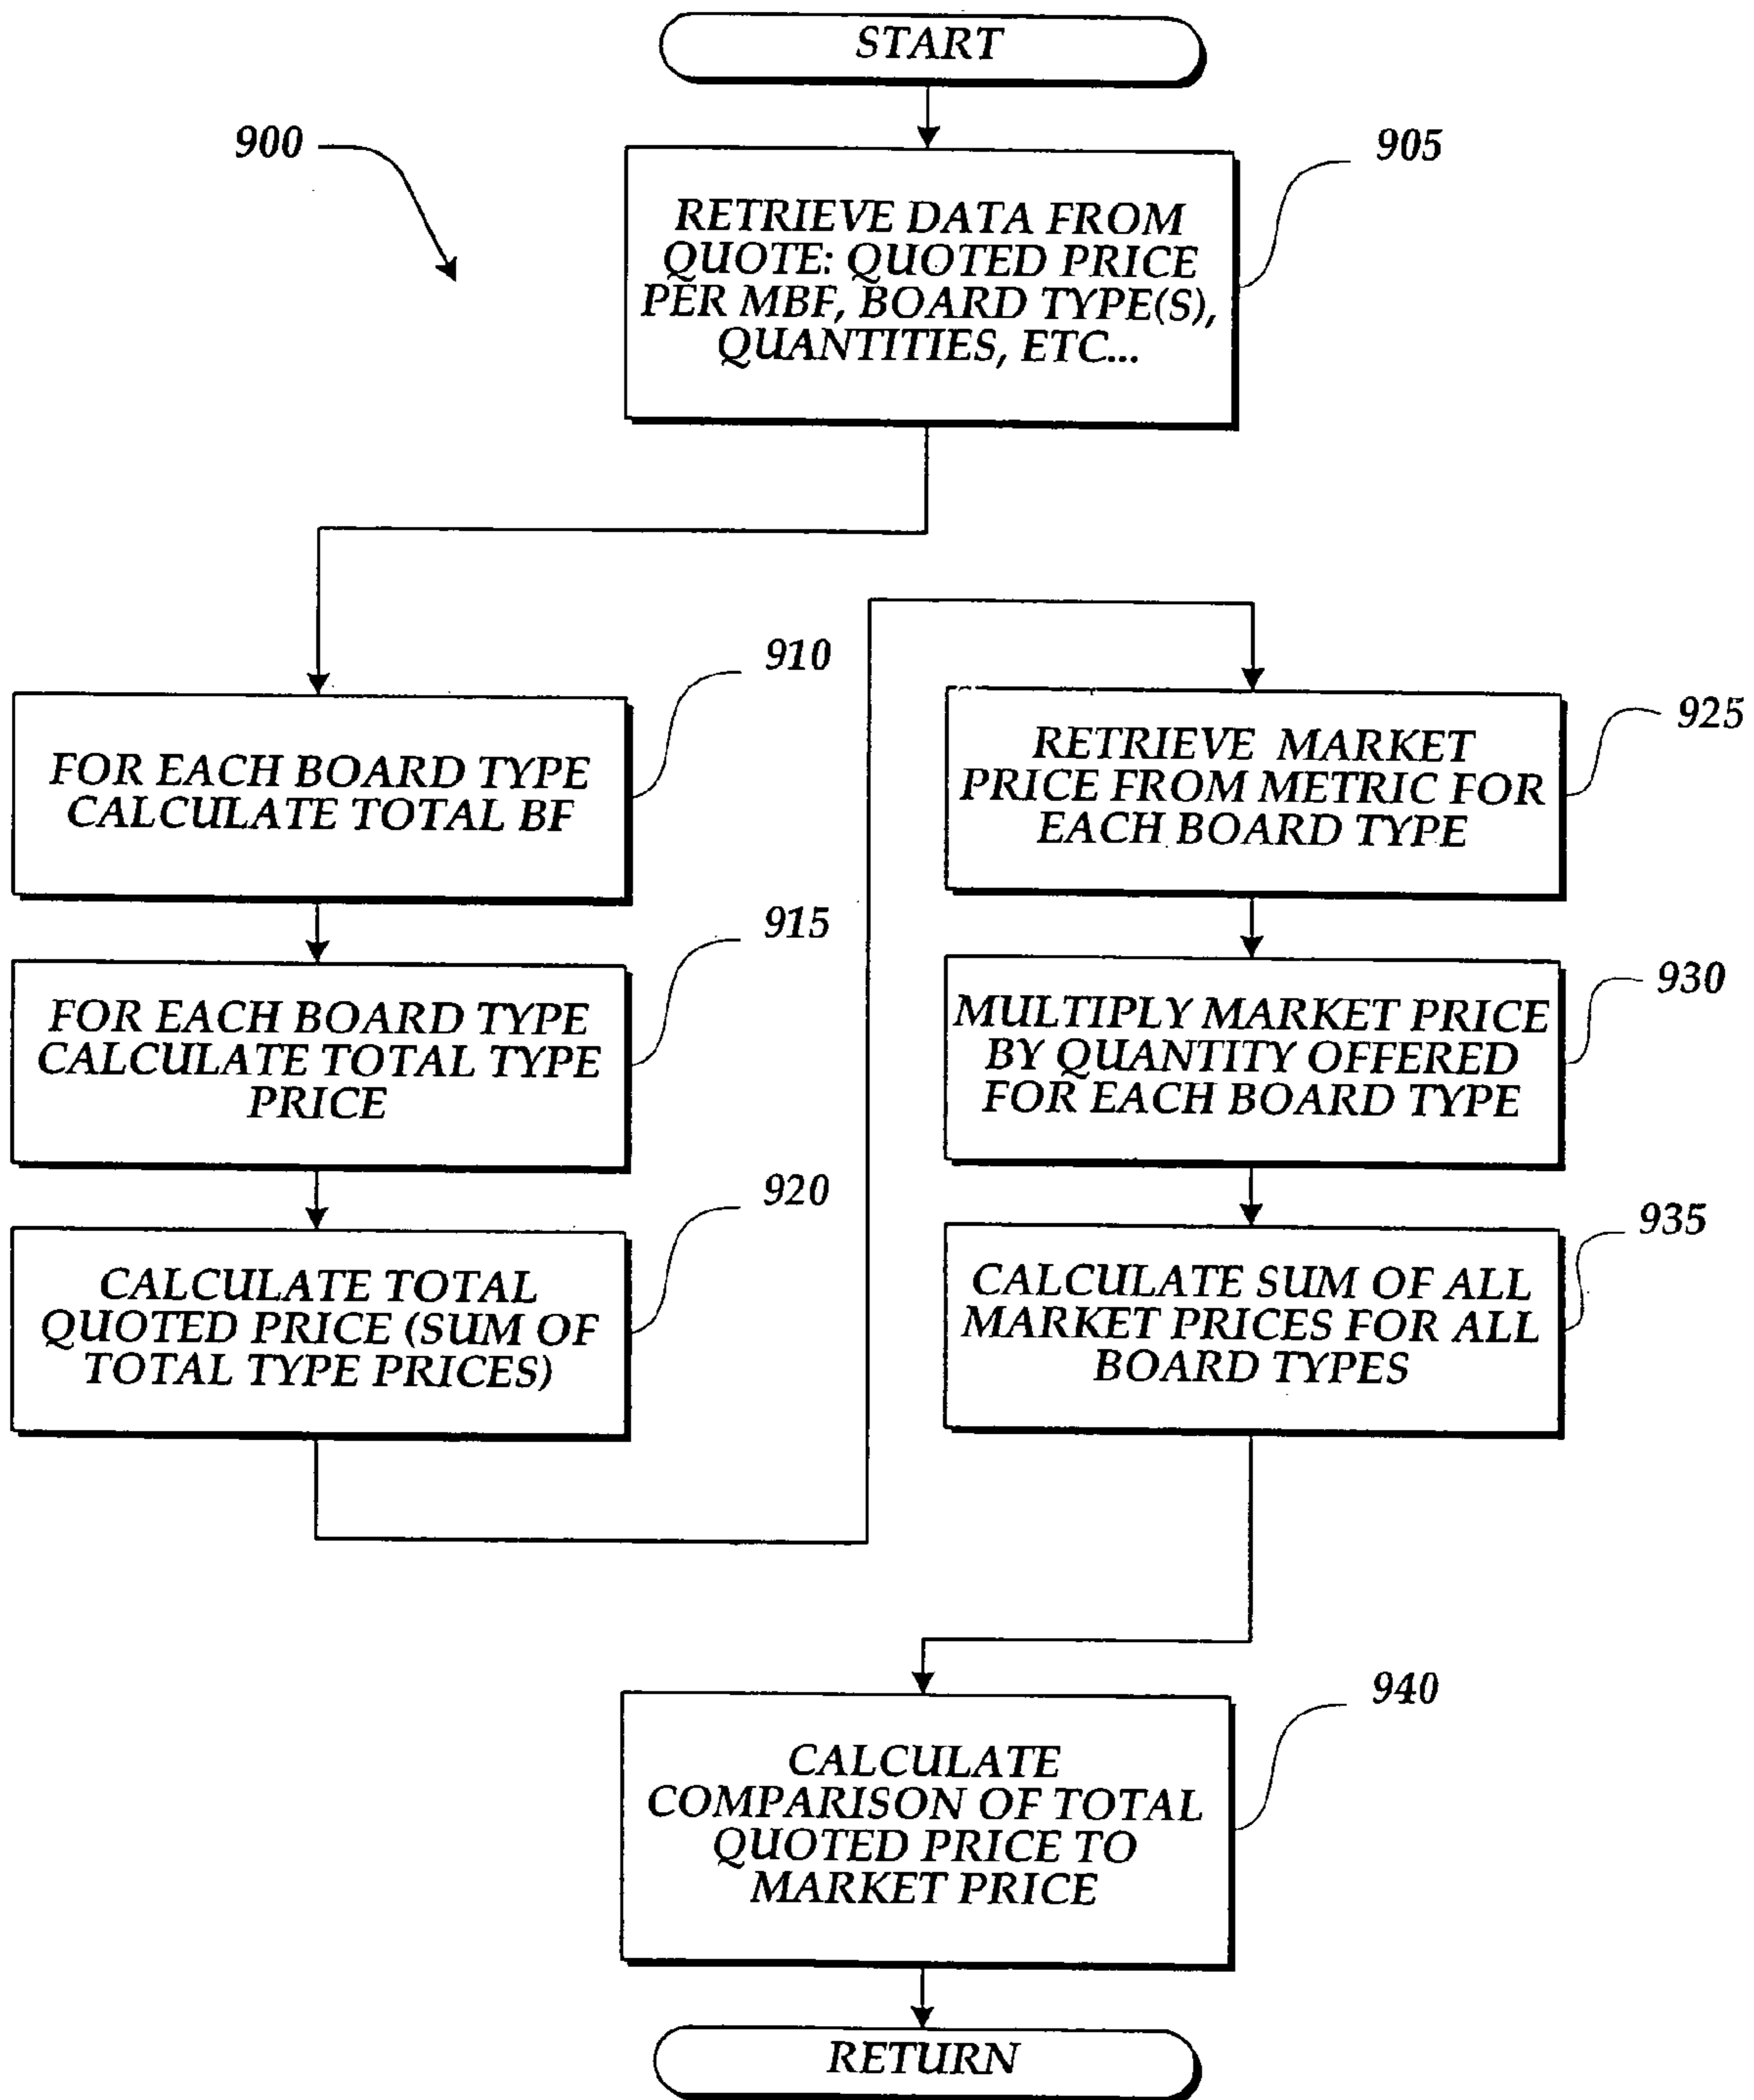 START
900
905
RETRIEVE DATA FROM
QUOTE: QUOTED PRICE
PER MBF, BOARD TYPE(S),
QUANTITIES, ETC...
910
FOR EACH BOARD TYPE
CALCULATE TOTAL BF
915
FOR EACH BOARD TYPE
CALCULATE TOTAL TYPE
PRICE
920
CALCULATE TOTAL
QUOTED PRICE (SUM OF
TOTAL TYPE PRICES)
925
RETRIEVE MARKET
PRICE FROM METRIC FOR
EACH BOARD TYPE
930
MULTIPLY MARKET PRICE
BY QUANTITY OFFERED
FOR EACH BOARD TYPE
935
CALCULATE SUM OF ALL
MARKET PRICES FOR ALL
BOARD TYPES
940
CALCULATE
COMPARISON OF TOTAL
QUOTED PRICE TO
MARKET PRICE
RETURN